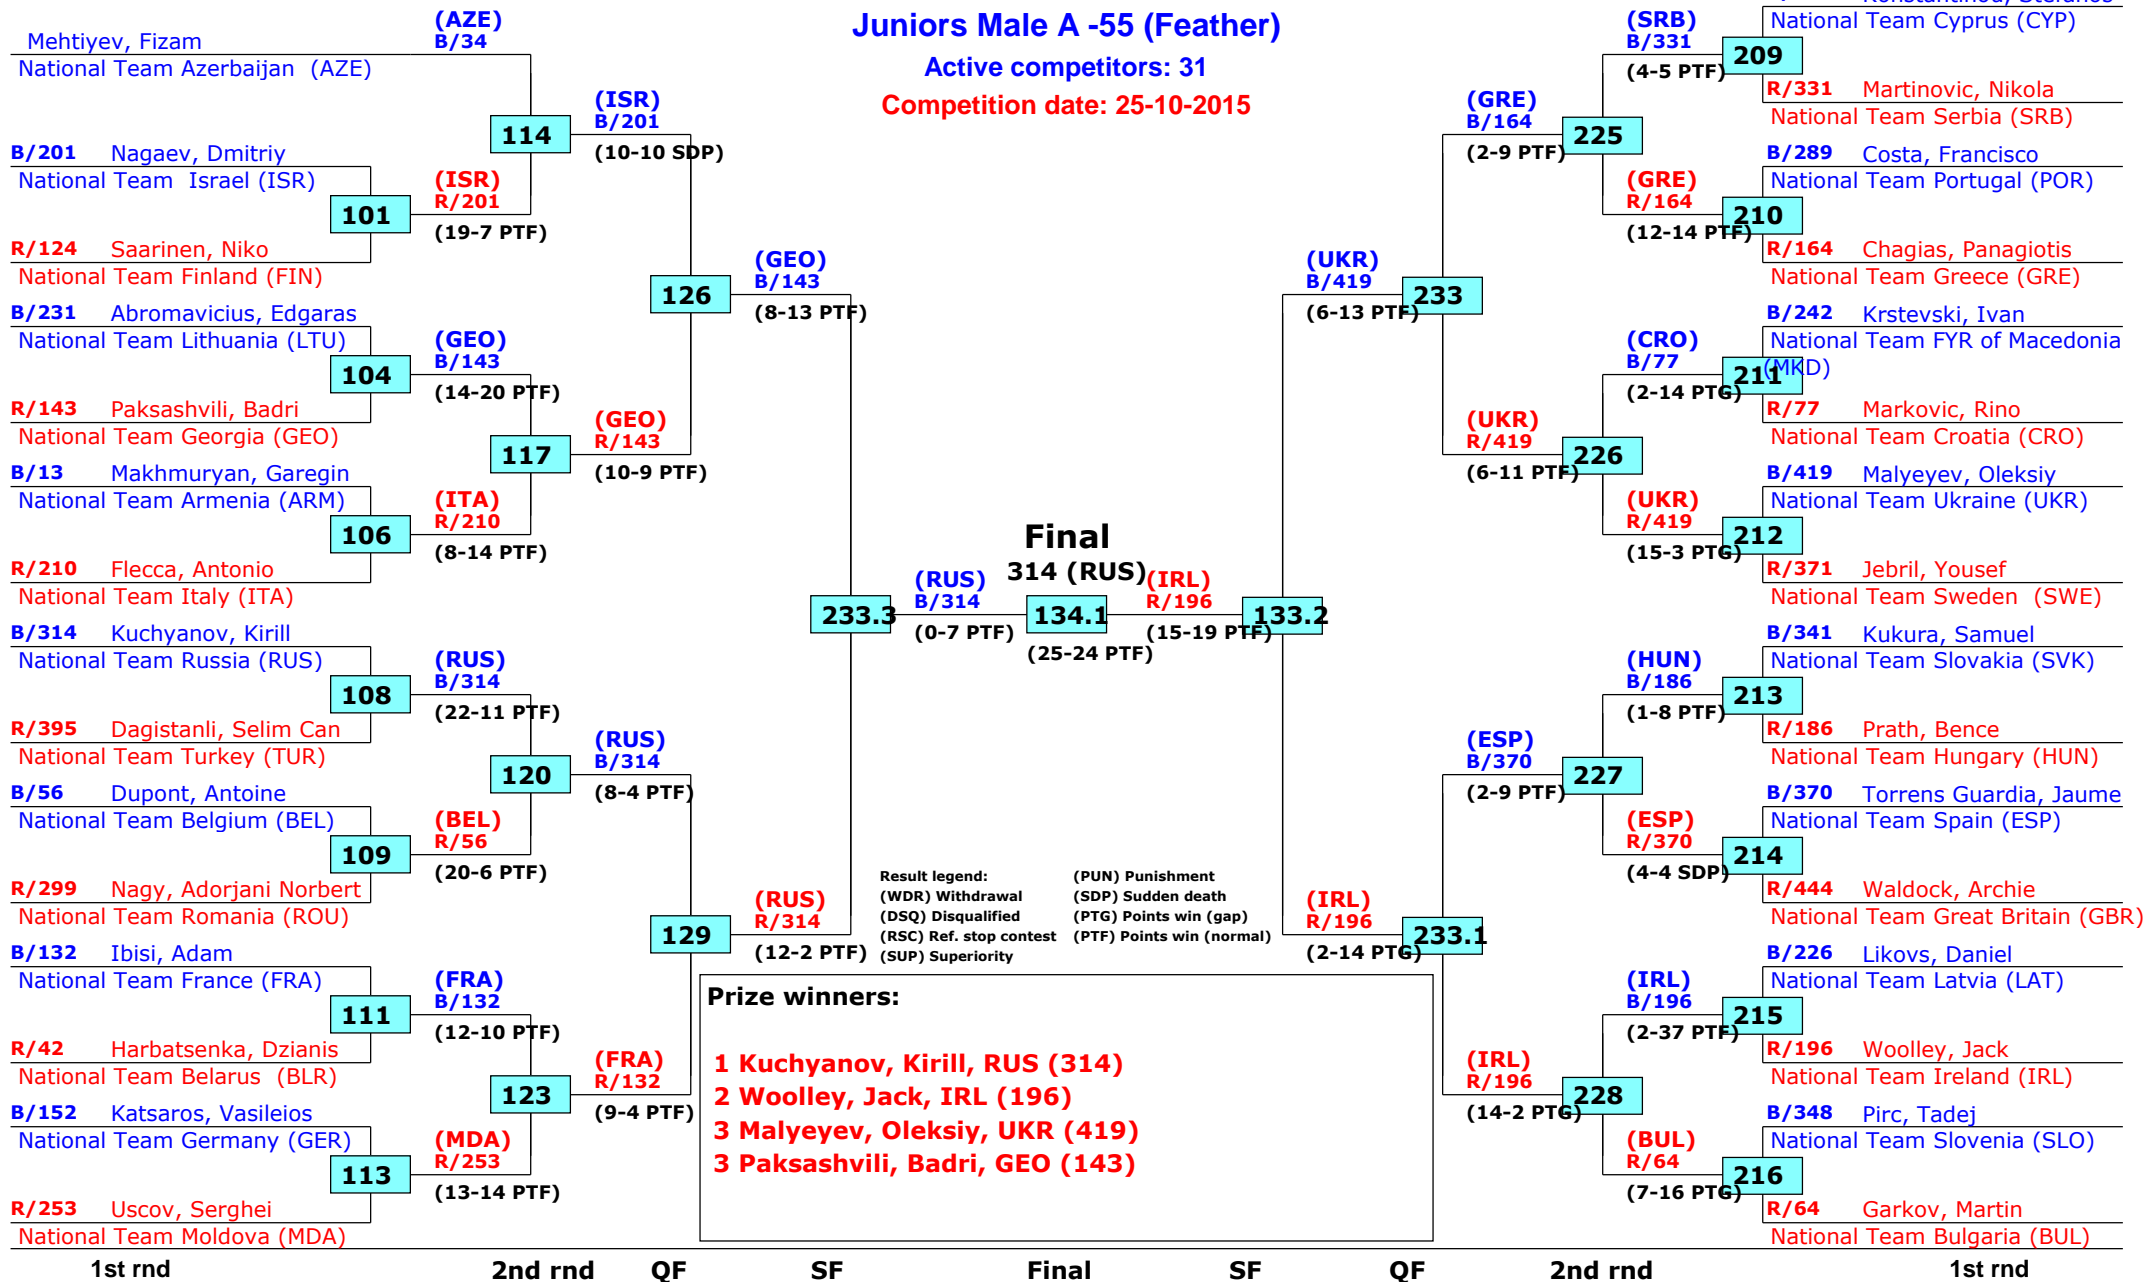 Juniors Male A -55 (Feather)
Active competitors: 31
Competition date: 25-10-2015
Mehtiyev, Fizam
National Team Azerbaijan  (AZE)
B/201 Nagaev, Dmitriy
National Team  Israel (ISR)
101
R/124 Saarinen, Niko
National Team Finland (FIN)
B/231 Abromavicius, Edgaras
National Team Lithuania (LTU)
104
R/143 Paksashvili, Badri
National Team Georgia (GEO)
B/13 Makhmuryan, Garegin
National Team Armenia (ARM)
106
R/210 Flecca, Antonio
National Team Italy (ITA)
B/314 Kuchyanov, Kirill
National Team Russia (RUS)
108
R/395 Dagistanli, Selim Can
National Team Turkey (TUR)
B/56 Dupont, Antoine
National Team Belgium (BEL)
109
R/299 Nagy, Adorjani Norbert
National Team Romania (ROU)
B/132 Ibisi, Adam
National Team France (FRA)
111
R/42 Harbatsenka, Dzianis
National Team Belarus  (BLR)
B/152 Katsaros, Vasileios
National Team Germany (GER)
113
R/253 Uscov, Serghei
National Team Moldova (MDA)
(AZE)
B/34
114
(ISR)
R/201
(19-7 PTF)
(GEO)
B/143
(14-20 PTF)
117
(ITA)
R/210
(8-14 PTF)
(RUS)
B/314
(22-11 PTF)
120
(BEL)
R/56
(20-6 PTF)
(FRA)
B/132
(12-10 PTF)
123
(MDA)
R/253
(13-14 PTF)
(ISR)
B/201
(10-10 SDP)
126
(GEO)
R/143
(10-9 PTF)
(RUS)
B/314
(8-4 PTF)
129
(FRA)
R/132
(9-4 PTF)
(GEO)
B/143
(8-13 PTF)
233.3
(RUS)
R/314
(12-2 PTF)
Final
314 (RUS)
(RUS)
B/314
(0-7 PTF)
134.1
(25-24 PTF)
(IRL)
R/196
(15-19 PTF)
133.2
(UKR)
B/419
(6-13 PTF)
(IRL)
R/196
(2-14 PTG)
(GRE)
B/164
(2-9 PTF)
233
(UKR)
R/419
(6-11 PTF)
(ESP)
B/370
(2-9 PTF)
233.1
(IRL)
R/196
(14-2 PTG)
(SRB)
B/331
(4-5 PTF)
225
(GRE)
R/164
(12-14 PTF)
(CRO)
B/77
(2-14 PTG)
226
(UKR)
R/419
(15-3 PTG)
(HUN)
B/186
(1-8 PTF)
227
(ESP)
R/370
(4-4 SDP)
(IRL)
B/196
(2-37 PTF)
228
(BUL)
R/64
(7-16 PTG)
National Team Cyprus (CYP)
209
R/331 Martinovic, Nikola
National Team Serbia (SRB)
B/289 Costa, Francisco
National Team Portugal (POR)
210
R/164 Chagias, Panagiotis
National Team Greece (GRE)
B/242 Krstevski, Ivan
National Team FYR of Macedonia
(MKD)
211
R/77 Markovic, Rino
National Team Croatia (CRO)
B/419 Malyeyev, Oleksiy
National Team Ukraine (UKR)
212
R/371 Jebril, Yousef
National Team Sweden  (SWE)
B/341 Kukura, Samuel
National Team Slovakia (SVK)
213
R/186 Prath, Bence
National Team Hungary (HUN)
B/370 Torrens Guardia, Jaume
National Team Spain (ESP)
214
R/444 Waldock, Archie
National Team Great Britain (GBR)
B/226 Likovs, Daniel
National Team Latvia (LAT)
215
R/196 Woolley, Jack
National Team Ireland (IRL)
B/348 Pirc, Tadej
National Team Slovenia (SLO)
216
R/64 Garkov, Martin
National Team Bulgaria (BUL)
Result legend: (PUN) Punishment
(WDR) Withdrawal (SDP) Sudden death
(DSQ) Disqualified (PTG) Points win (gap)
(RSC) Ref. stop contest (PTF) Points win (normal)
(SUP) Superiority
Prize winners:
1 Kuchyanov, Kirill, RUS (314)
2 Woolley, Jack, IRL (196)
3 Malyeyev, Oleksiy, UKR (419)
3 Paksashvili, Badri, GEO (143)
1st rnd 2nd rnd QF SF Final SF QF 2nd rnd 1st rnd